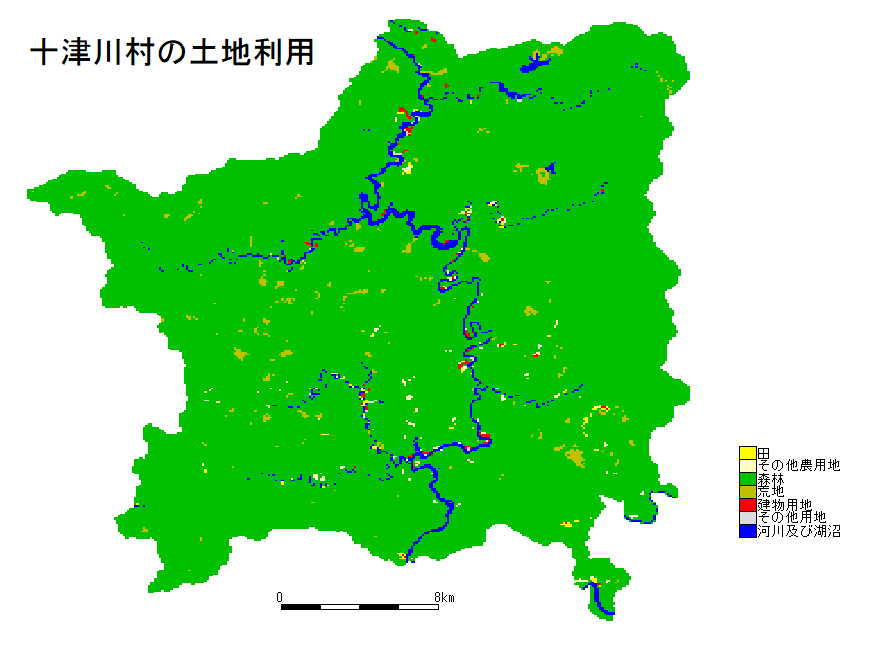 十津川村の土地利用
田
その他農用地
森林
荒地
建物用地
その他用地
河川及び湖沼
0 8km